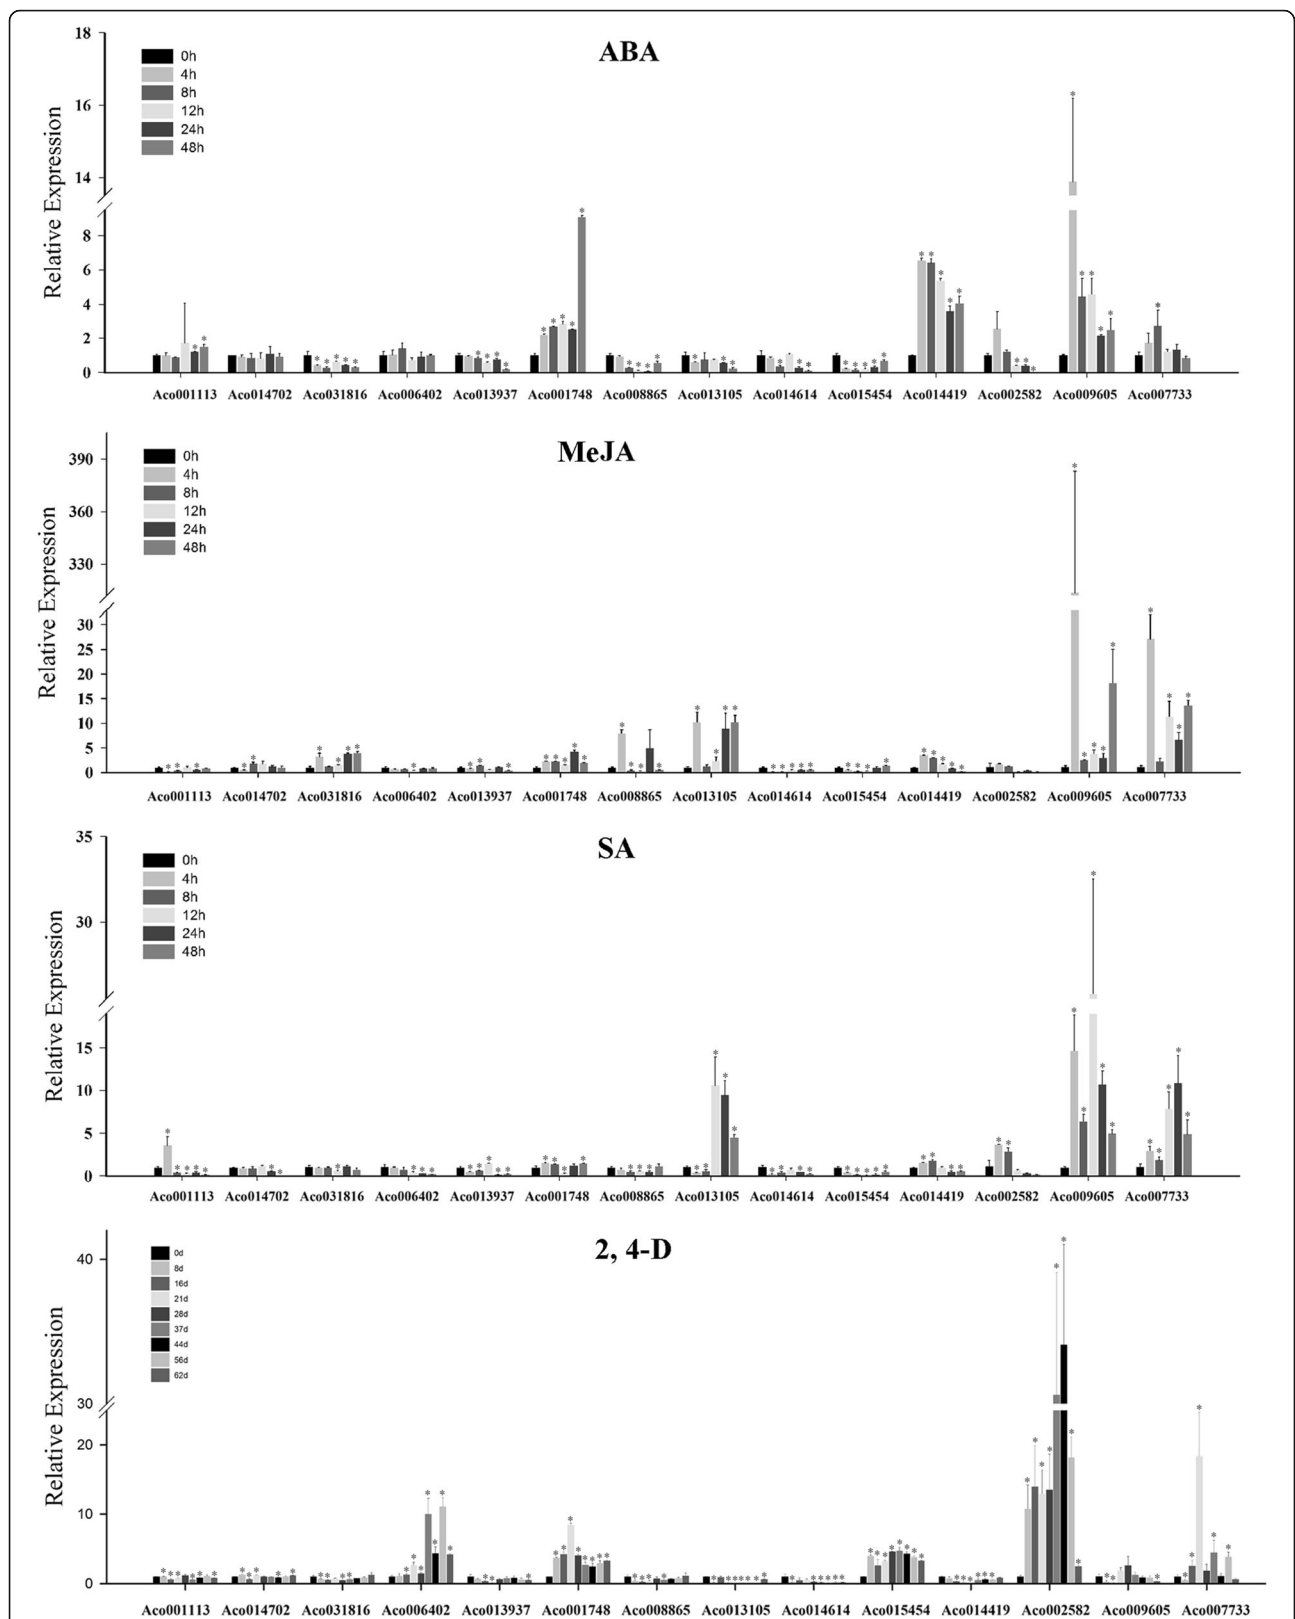 ABA
18
16
14
8
6
4
2
0
Relative Expression
0h
4h
8h
12h
24h
48h
* * * * * * * * * * * * * * * * * * * * * * * * * * * * * * * * * * * * * * * * * * * * * *
Aco001113 Aco014702 Aco031816 Aco006402 Aco013937 Aco001748 Aco008865 Aco013105 Aco014614 Aco015454 Aco014419 Aco002582 Aco009605 Aco007733
MeJA
390
360
330
30
25
20
15
10
5
0
Relative Expression
0h
4h
8h
12h
24h
48h
Aco001113 Aco014702 Aco031816 Aco006402 Aco013937 Aco001748 Aco008865 Aco013105 Aco014614 Aco015454 Aco014419 Aco002582 Aco009605 Aco007733
SA
35
30
15
10
5
0
Relative Expression
0h
4h
8h
12h
24h
48h
Aco001113 Aco014702 Aco031816 Aco006402 Aco013937 Aco001748 Aco008865 Aco013105 Aco014614 Aco015454 Aco014419 Aco002582 Aco009605 Aco007733
2, 4-D
40
30
20
10
0
Relative Expression
0d
8d
16d
21d
28d
37d
44d
56d
62d
Aco001113 Aco014702 Aco031816 Aco006402 Aco013937 Aco001748 Aco008865 Aco013105 Aco014614 Aco015454 Aco014419 Aco002582 Aco009605 Aco007733